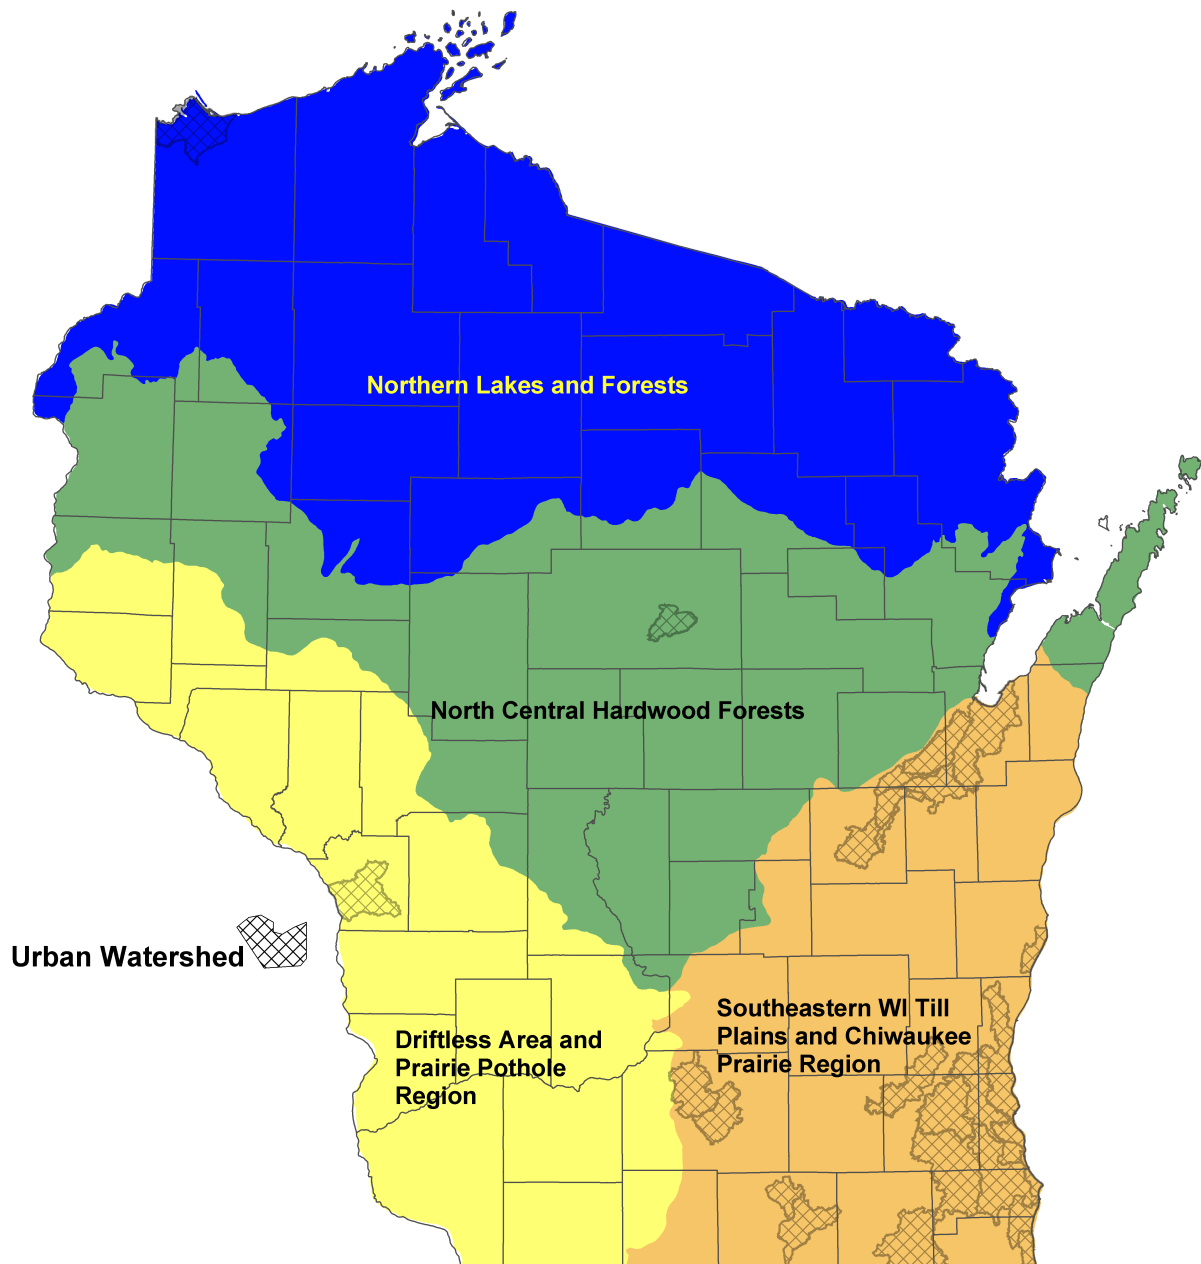 Northern Lakes and Forests
North Central Hardwood Forests
Urban Watershed
Southeastern WI Till
Plains and Chiwaukee
Prairie Region
Driftless Area and
Prairie Pothole
Region